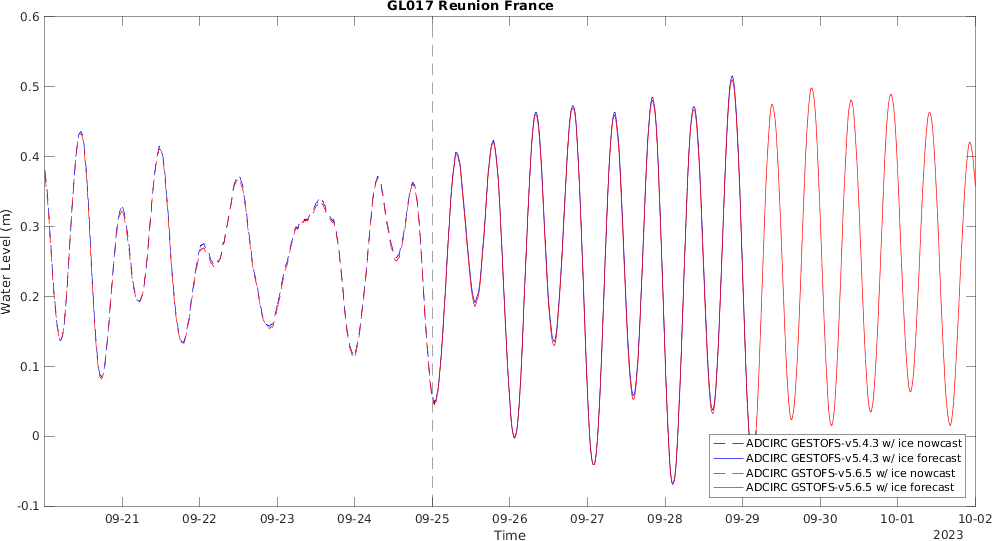 GL017 Reunion France
0.6
0.5
0.4
0.3
0.2
0.1
0
-0.1
Water Level (m)
ADCIRC GESTOFS-v5.4.3 w/ ice nowcast
ADCIRC GESTOFS-v5.4.3 w/ ice forecast
ADCIRC GSTOFS-v5.6.5 w/ ice nowcast
ADCIRC GSTOFS-v5.6.5 w/ ice forecast
09-21 09-22 09-23 09-24 09-25 09-26 09-27 09-28 09-29 09-30 10-01 10-02
Time
2023